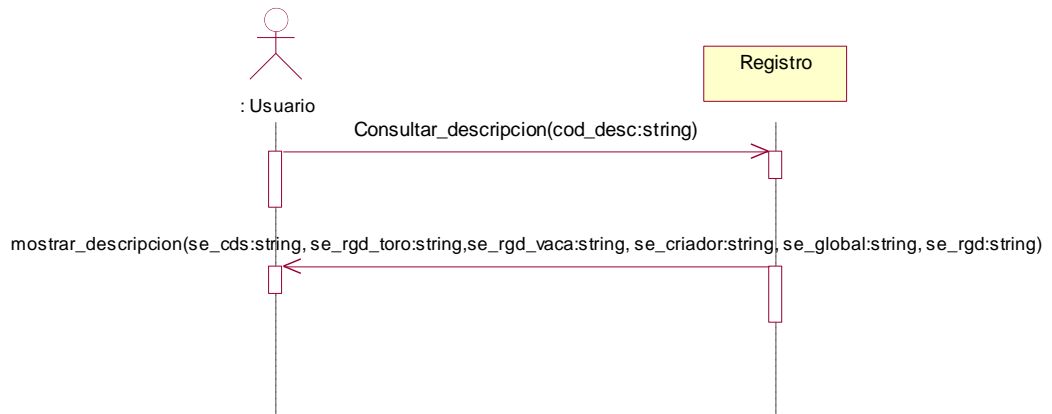 Registro
: Usuario
Consultar_descripcion(cod_desc:string)
mostrar_descripcion(se_cds:string, se_rgd_toro:string,se_rgd_vaca:string, se_criador:string, se_global:string, se_rgd:string)